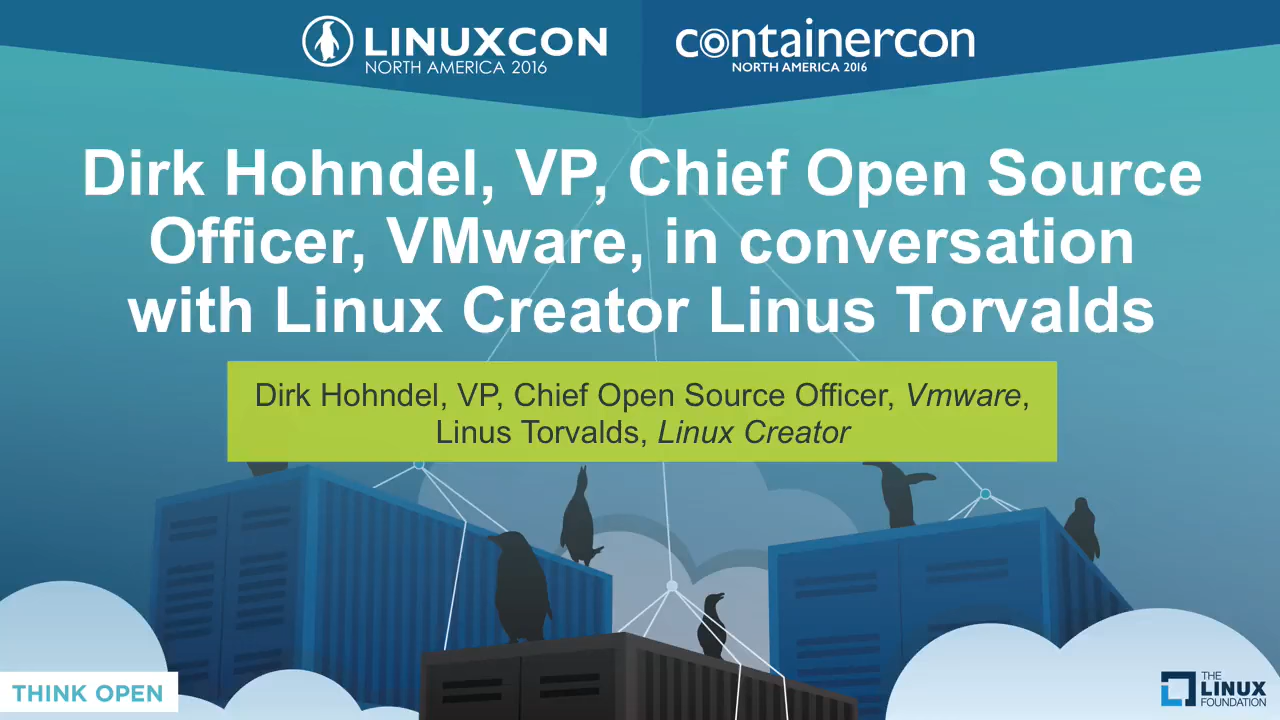 LINUXCON
NORTH AMERICA 2016
containercon
NORTH AMERICA 2016
Dirk Hohndel, VP, Chief Open Source
Officer, VMware, in conversation
with Linux Creator Linus Torvalds
Dirk Hohndel, VP, Chief Open Source Officer, Vmware,
Linus Torvalds, Linux Creator
THINK OPEN
THE
LINUX
FOUNDATION